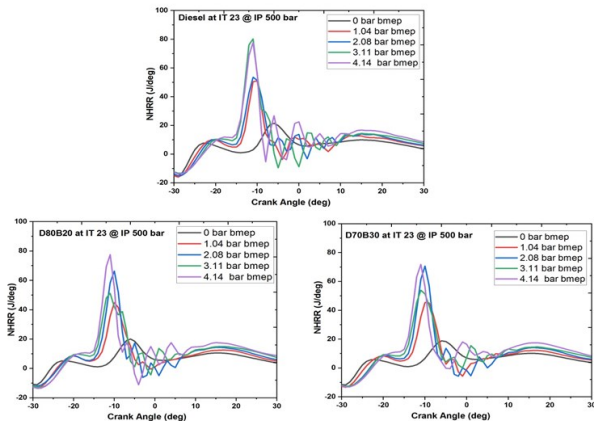 Diesel at IT 23 @ IP 500 bar
0 bar bmep
1.04 bar bmep
2.08 bar bmep
3.11 bar bmep
4.14 bar bmep
NHRR (J/deg)
100
80
60
40
20
0
-20
-30 -20 -10 0 10 20 30
Crank Angle (deg)
D80B20 at IT 23 @ IP 500 bar
0 bar bmep
1.04 bar bmep
2.08 bar bmep
3.11 bar bmep
4.14 bar bmep
NHRR (J/deg)
100
80
60
40
20
0
-20
-30 -20 -10 0 10 20 30
Crank Angle (deg)
D70B30 at IT 23 @ IP 500 bar
0 bar bmep
1.04 bar bmep
2.08 bar bmep
3.11 bar bmep
4.14 bar bmep
NHRR (J/deg)
100
80
60
40
20
0
-20
-30 -20 -10 0 10 20 30
Crank Angle (deg)